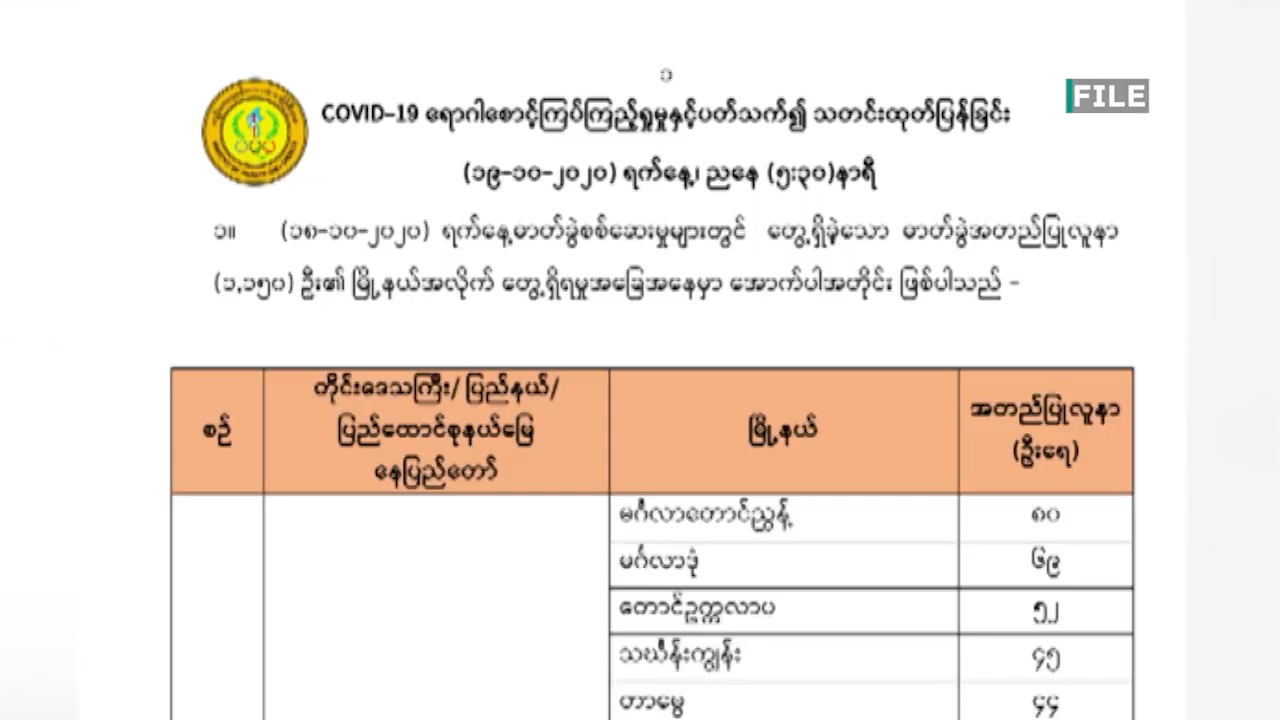 ၁
FILE
COVID-19 ရောဂါစောင့်ကြပ်ကြည့်ရှုမှုနှင့်ပတ်သက်၍ သတင်းထုတ်ပြန်ခြင်း
(၁၉-၁၀-၂၀၂၀) ရက်နေ့၊ ညနေ (၅:၃၀)နာရီ
၁။ (၁၈-၁၀-၂၀၂၀) ရက်နေ့ဓာတ်ခွဲစစ်ဆေးမှုများတွင် တွေ့ရှိခဲ့သော ဓာတ်ခွဲအတည်ပြုလူနာ
(၁,၁၅၀) ဦး၏ မြို့နယ်အလိုက် တွေ့ရှိရမှုအခြေအနေမှာ အောက်ပါအတိုင်း ဖြစ်ပါသည် -
စဉ်
တိုင်းဒေသကြီး/ ပြည်နယ်/
ပြည်ထောင်စုနယ်မြေ
နေပြည်တော်
မြို့နယ်
အတည်ပြုလူနာ
(ဦးရေ)
မင်္ဂလာတောင်ညွန့် ၈၀
မင်္ဂလာဒုံ ၆၉
တောင်ဥက္ကလာပ ၅၂
သင်္ဃန်းကျွန်း ၄၅
တာမွေ ၄၄